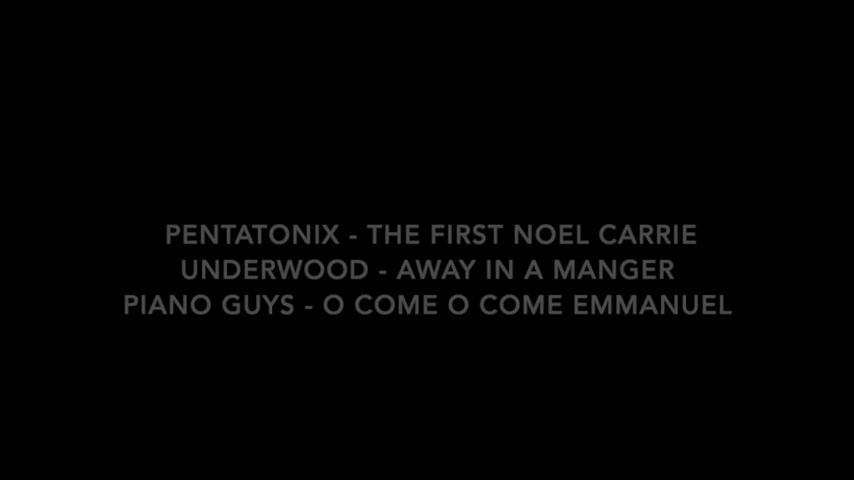 PENTATONIX - THE FIRST NOEL CARRIE
UNDERWOOD - AWAY IN A MANGER
PIANO GUYS - O COME O COME EMMANUEL